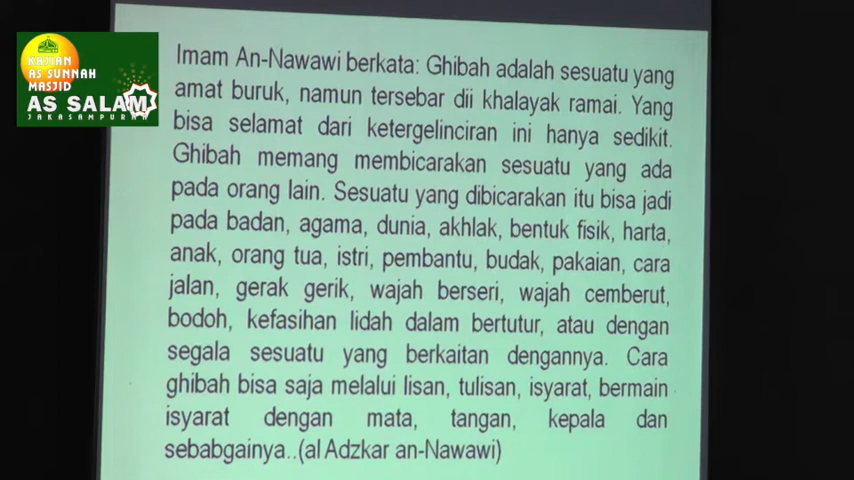 KAJIAN
AS SUNNAH
MASJID
AS SALAM
JAKASAMPURNA
Imam An-Nawawi berkata: Ghibah adalah sesuatu yang
amat buruk, namun tersebar dii khalayak ramai. Yang
bisa selamat dari ketergelinciran ini hanya sedikit.
Ghibah memang membicarakan sesuatu yang ada
pada orang lain. Sesuatu yang dibicarakan itu bisa jadi
pada badan, agama, dunia, akhlak, bentuk fisik, harta,
anak, orang tua, istri, pembantu, budak, pakaian, cara
jalan, gerak gerik, wajah berseri, wajah cemberut,
bodoh, kefasihan lidah dalam bertutur, atau dengan
segala sesuatu yang berkaitan dengannya. Cara
ghibah bisa saja melalui lisan, tulisan, isyarat, bermain
isyarat dengan mata, tangan, kepala dan
sebabgainya..(al Adzkar an-Nawawi)